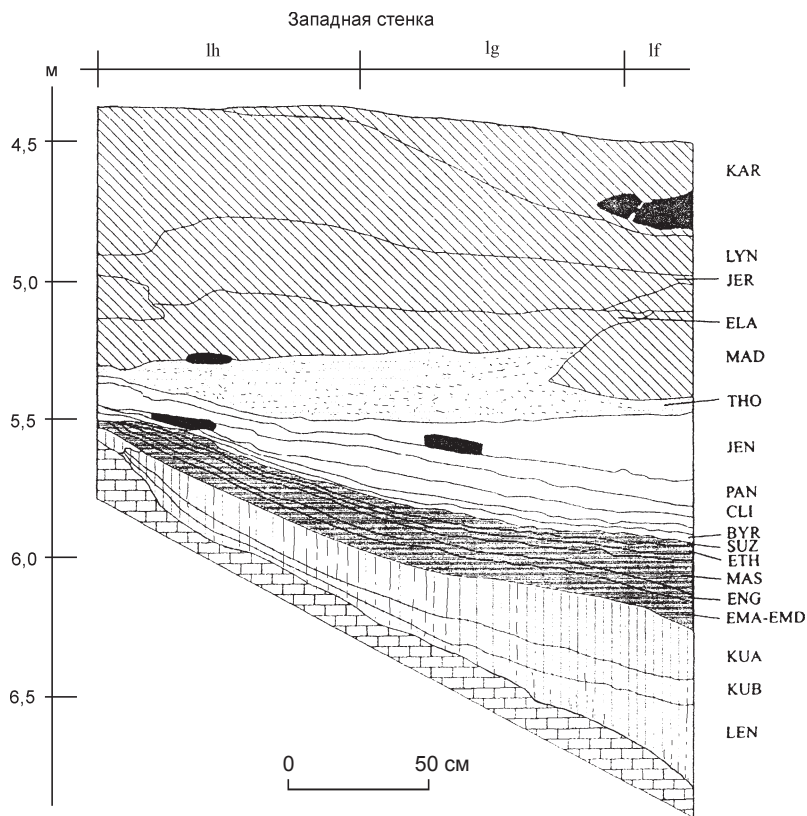 Западная стенка
lh lg lf
м
4,5
5,0
5,5
6,0
6,5
KAR
LYN
JER
ELA
MAD
THO
JEN
PAN
CLI
BYR
SUZ
ETH
MAS
ENG
EMA-EMD
KUA
KUB
LEN
0 50 см